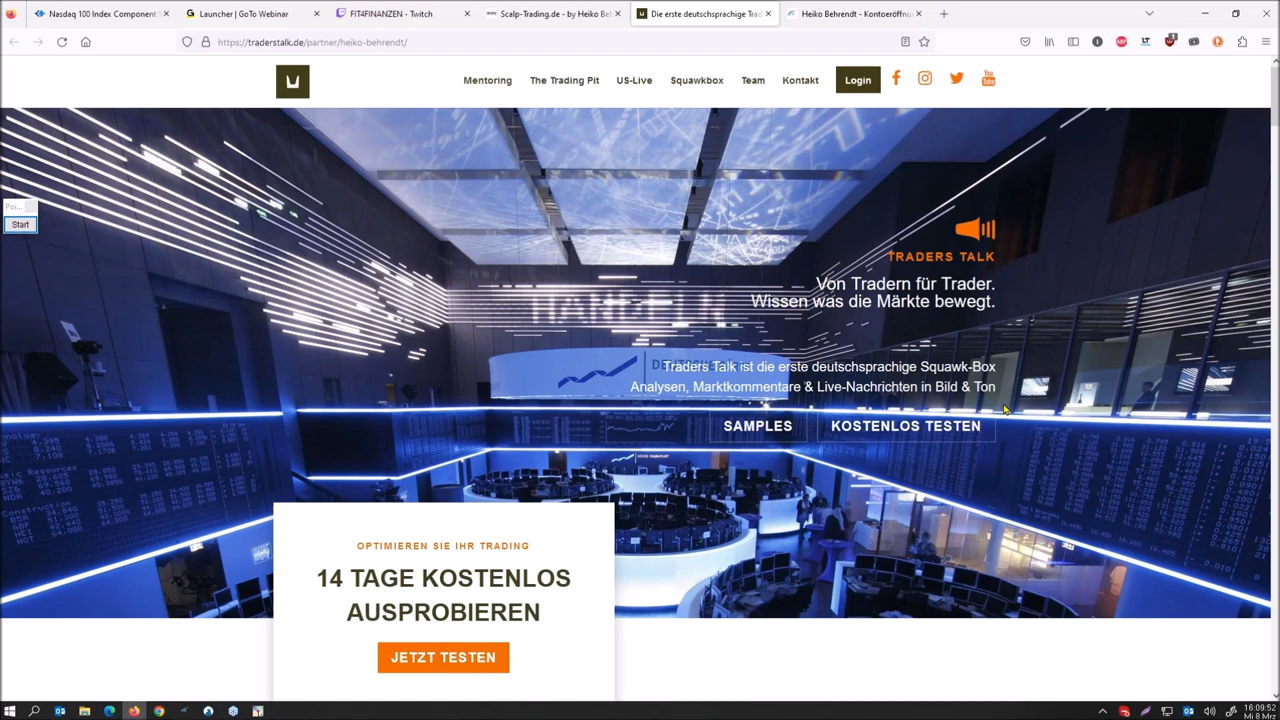 Nasdaq 100 Index Component
Launcher | GoTo Webinar
FIT4FINANZEN - Twitch
Scalp-Trading.de - by Heiko Be
Die erste deutschsprachige Trad
Heiko Behrendt - Kontoeröffnu
https://traderstalk.de/partner/heiko-behrendt/
Mentoring
The Trading Pit
US-Live
Squawkbox
Team
Kontakt
Login
Start
TRADERS TALK
Von Tradern für Trader.
Wissen was die Märkte bewegt.
Traders Talk ist die erste deutschsprachige Squawk-Box
Analysen, Marktkommentare & Live-Nachrichten in Bild & Ton
SAMPLES
KOSTENLOS TESTEN
OPTIMIEREN SIE IHR TRADING
14 TAGE KOSTENLOS
AUSPROBIEREN
JETZT TESTEN
16:09:52
Mi 8 Mrz